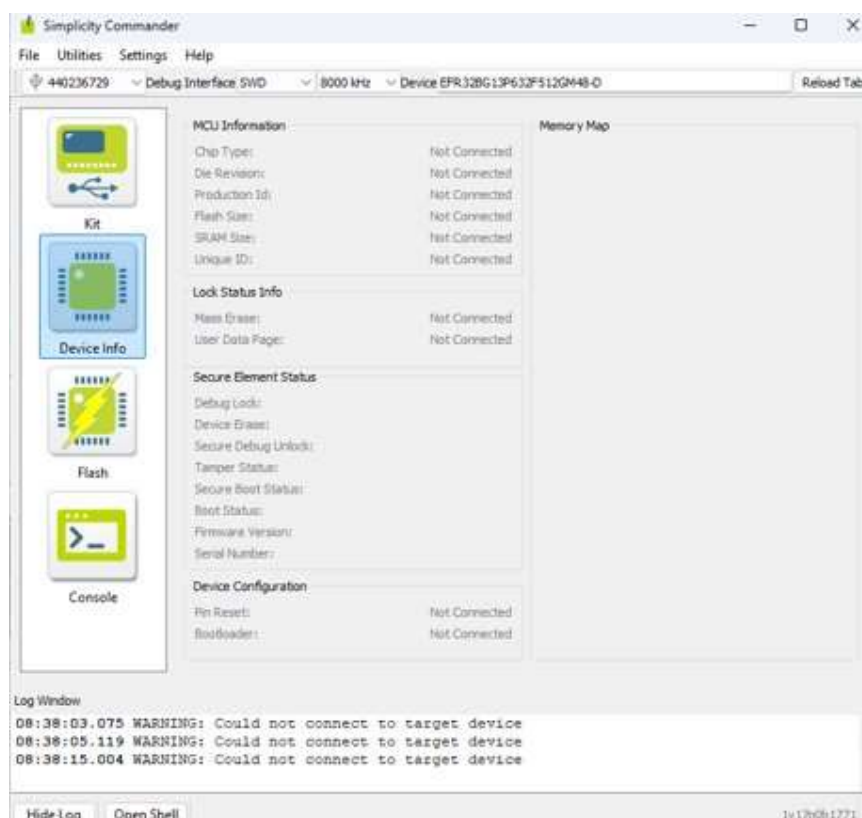 Simplicity Commander
File Utilities Settings Help
440236729 Debug Interface SWD 8000 kHz Device EFR32BG13P632F512GM48-D Reload Tab
Kit
Device Info
Flash
Console
MCU Information
Chip Type: Not Connected
Die Revision: Not Connected
Production Id: Not Connected
Flash Size: Not Connected
SRAM Size: Not Connected
Unique ID: Not Connected
Lock Status Info
Mass Erase: Not Connected
User Data Page: Not Connected
Secure Element Status
Debug Lock:
Device Erase:
Secure Debug Unlock:
Tamper Status:
Secure Boot Status:
Boot Status:
Firmware Version:
Serial Number:
Device Configuration
Pin Reset: Not Connected
Bootloader: Not Connected
Memory Map
Log Window
08:38:03.075 WARNING: Could not connect to target device
08:38:05.119 WARNING: Could not connect to target device
08:38:15.004 WARNING: Could not connect to target device
Hide Log Open Shell